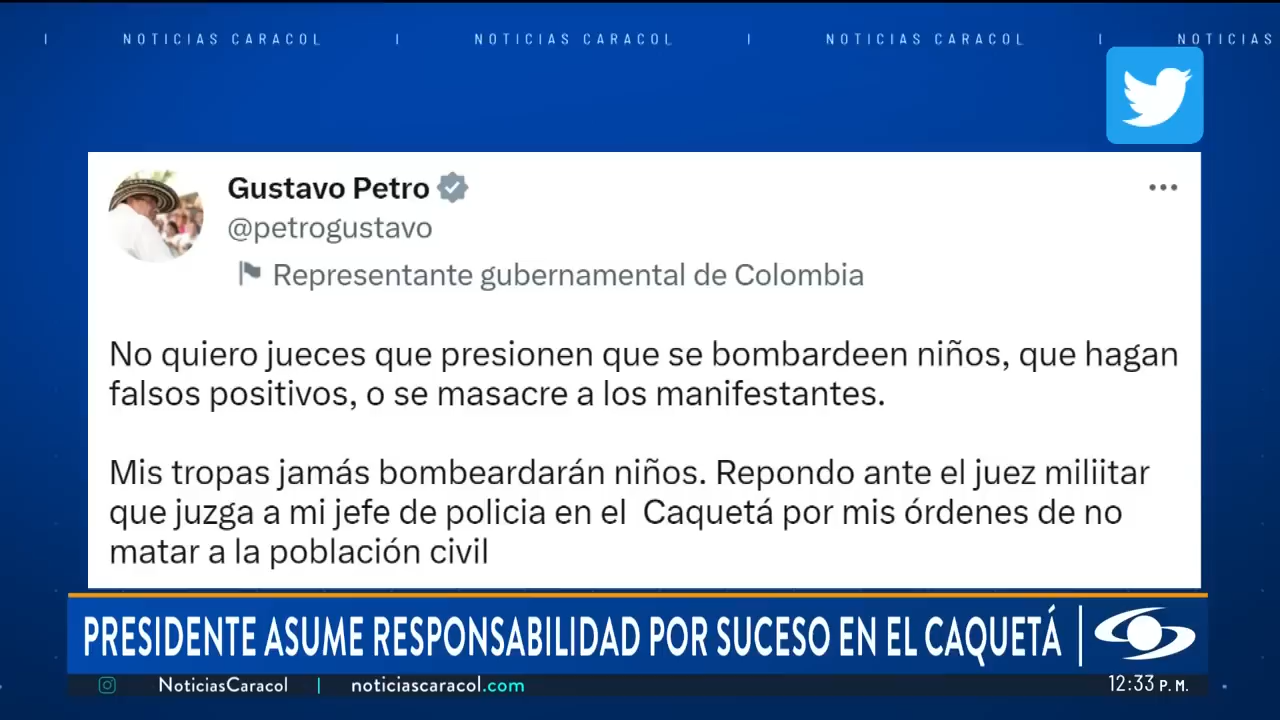 NOTICIAS CARACOL NOTICIAS CARACOL NOTICIAS CARACOL NOTICIAS
Gustavo Petro
@petrogustavo
Representante gubernamental de Colombia
No quiero jueces que presionen que se bombardeen niños, que hagan
falsos positivos, o se masacre a los manifestantes.
Mis tropas jamás bombeardarán niños. Repondo ante el juez miliitar
que juzga a mi jefe de policia en el Caquetá por mis órdenes de no
matar a la población civil
PRESIDENTE ASUME RESPONSABILIDAD POR SUCESO EN EL CAQUETÁ
NoticiasCaracol | noticiascaracol.com 12:33 P. M.